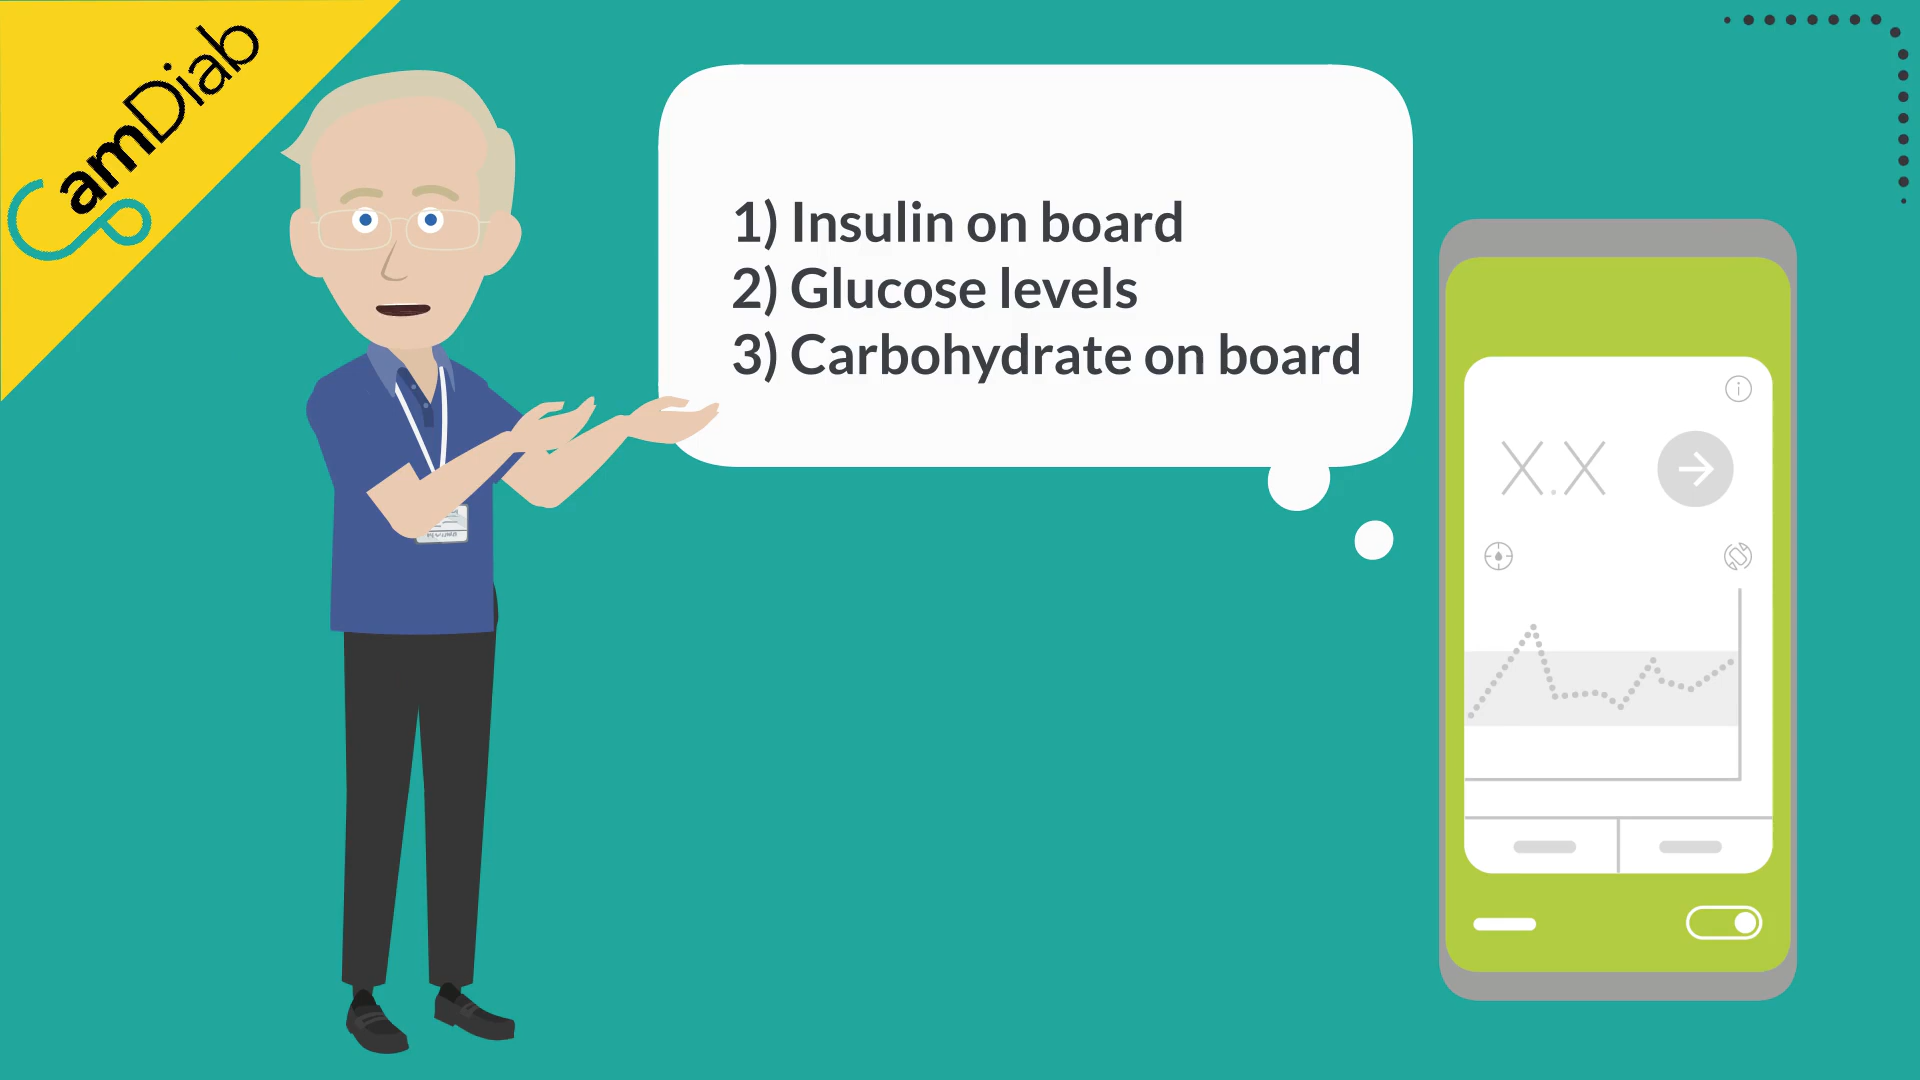 CamDiab
1) Insulin on board
2) Glucose levels
3) Carbohydrate on board
X.X